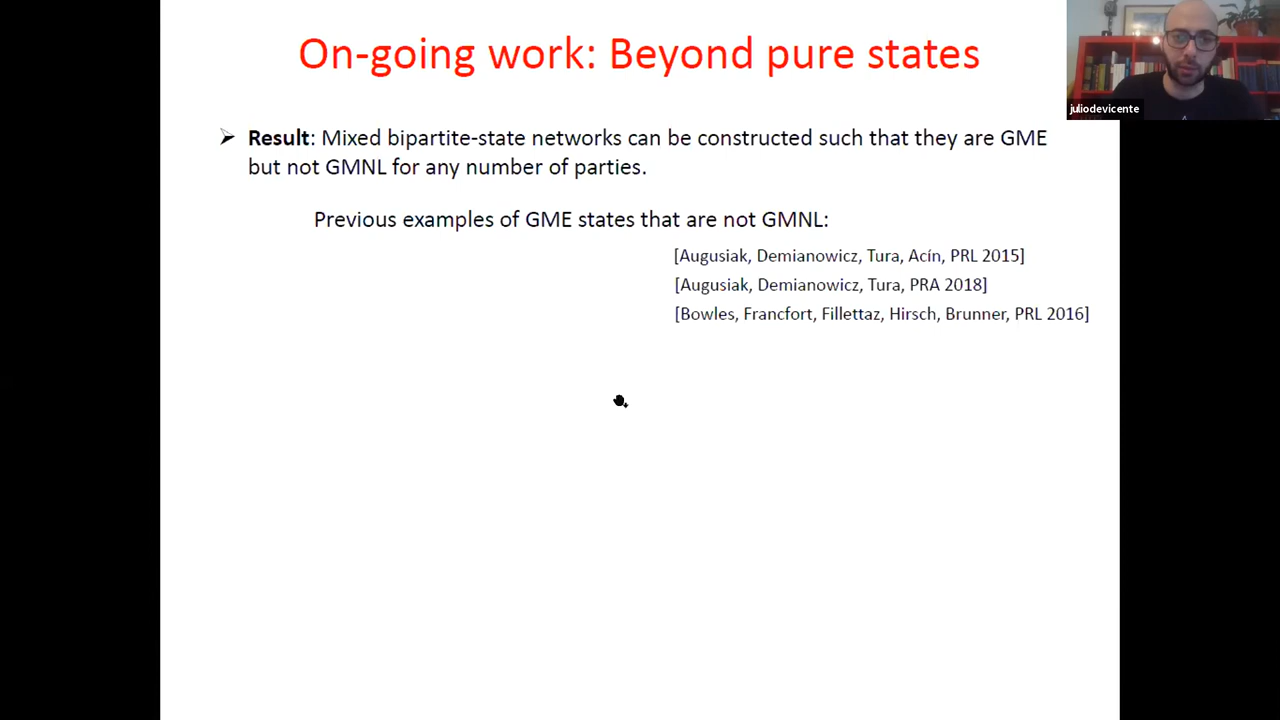 On-going work: Beyond pure states
juliodevicente
➢ Result: Mixed bipartite-state networks can be constructed such that they are GME
but not GMNL for any number of parties.
Previous examples of GME states that are not GMNL:
[Augusiak, Demianowicz, Tura, Acín, PRL 2015]
[Augusiak, Demianowicz, Tura, PRA 2018]
[Bowles, Francfort, Fillettaz, Hirsch, Brunner, PRL 2016]